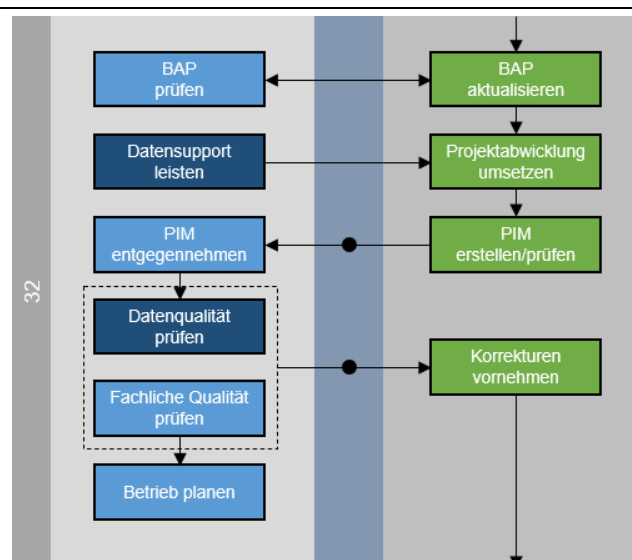 32
BAP
prüfen
BAP
aktualisieren
Datensupport
leisten
Projektabwicklung
umsetzen
PIM
entgegennehmen
PIM
erstellen/prüfen
Datenqualität
prüfen
Korrekturen
vornehmen
Fachliche Qualität
prüfen
Betrieb planen